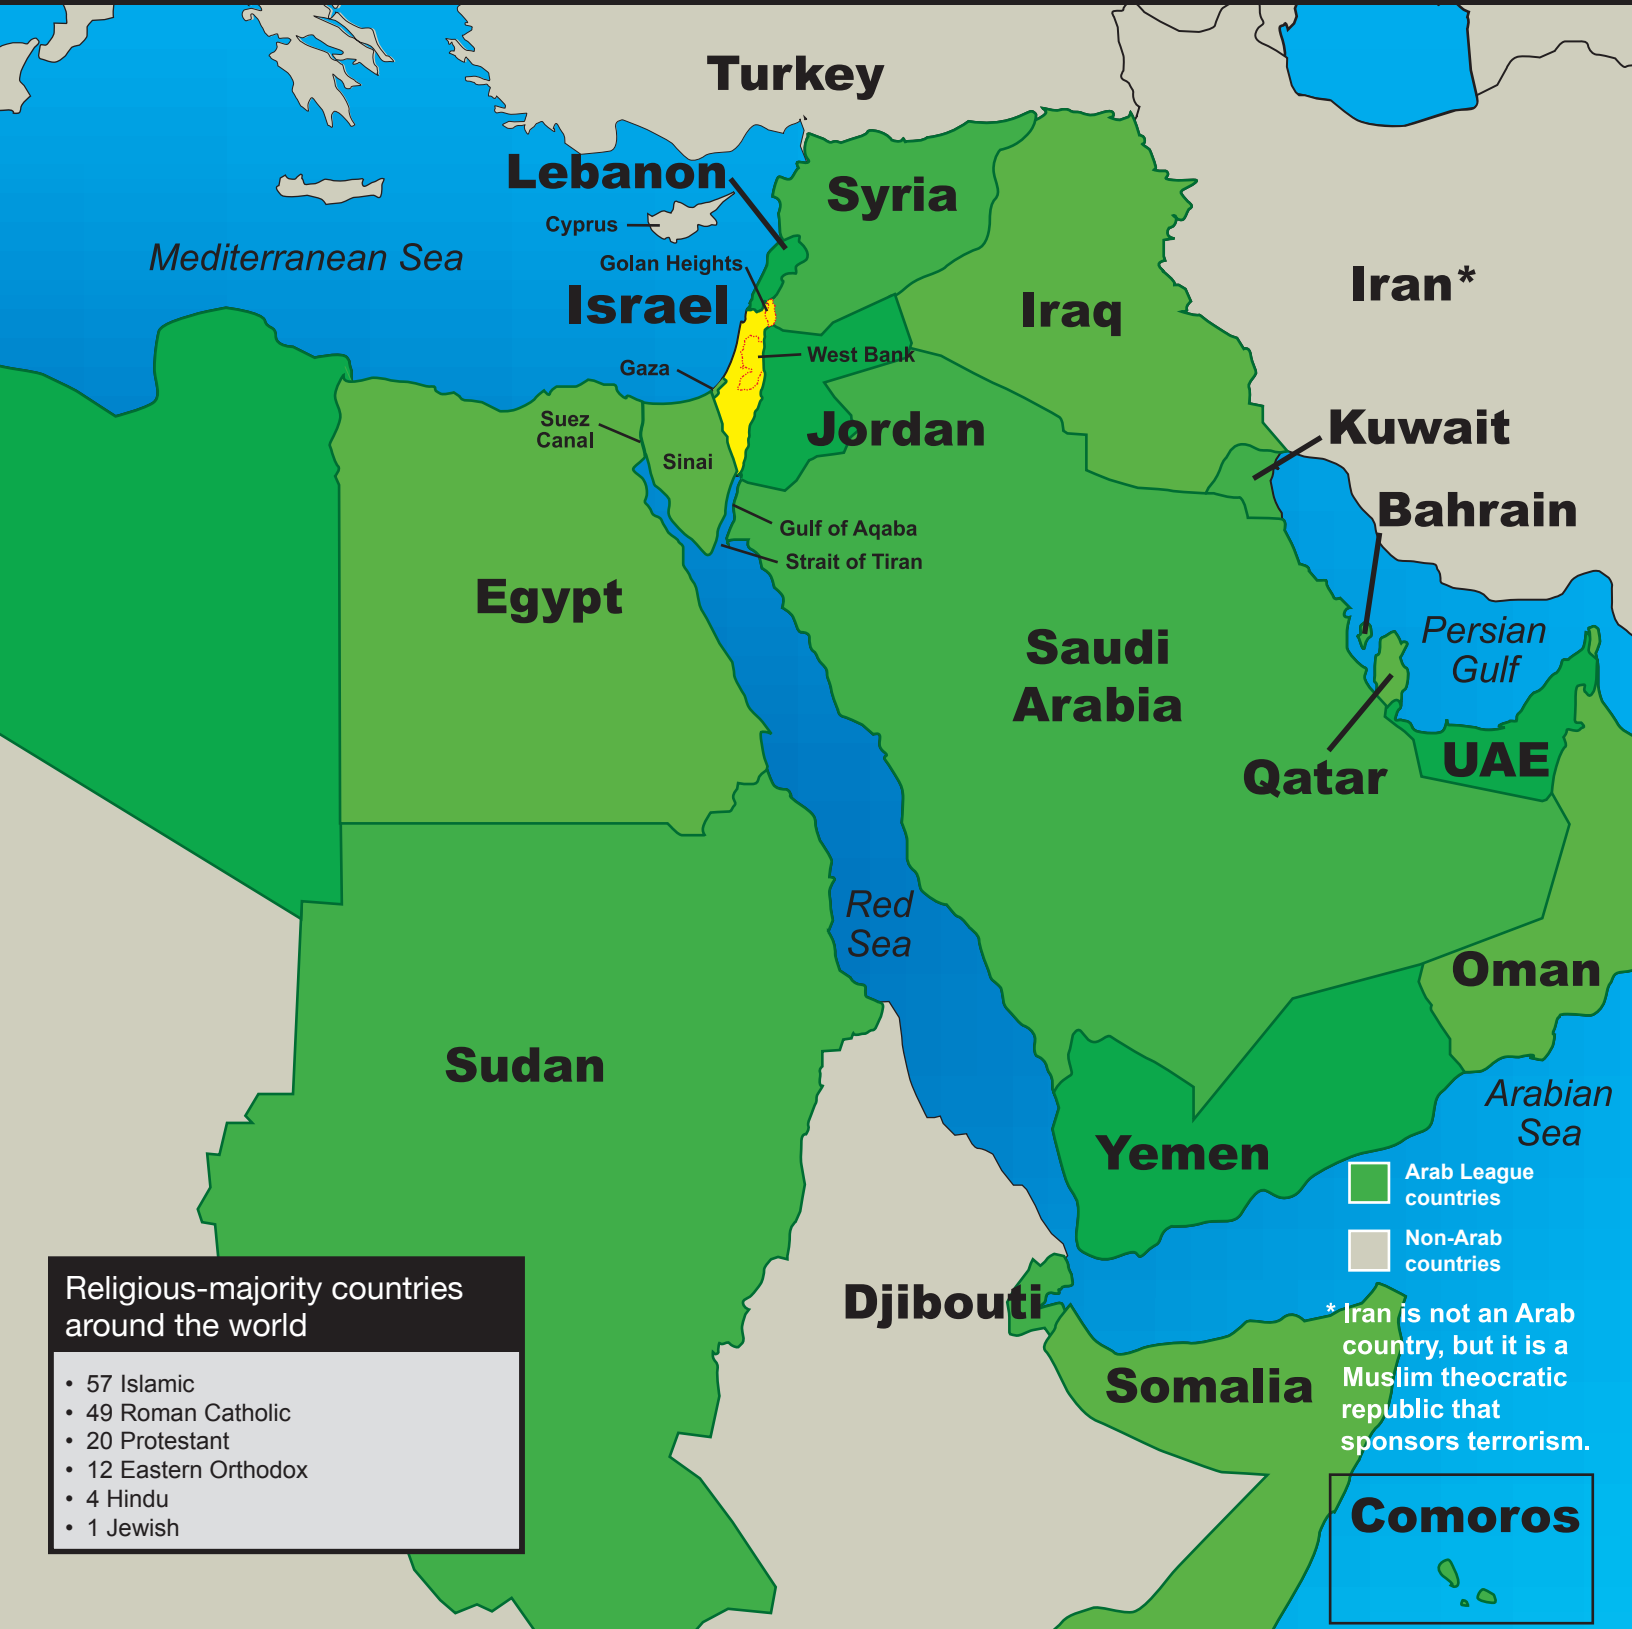 Turkey
Lebanon
Syria
Cyprus
Mediterranean Sea
Golan Heights
Iran*
Israel
Iraq
West Bank
Gaza
Suez
Canal
Jordan
Kuwait
Sinai
Bahrain
Gulf of Aqaba
Strait of Tiran
Egypt
Saudi
Arabia
Persian
Gulf
Qatar
UAE
Red
Sea
Oman
Sudan
Arabian
Sea
Yemen
Arab League
countries
Non-Arab
countries
Djibouti
Somalia
* Iran is not an Arab
country, but it is a
Muslim theocratic
republic that
sponsors terrorism.
Comoros
Religious-majority countries
around the world
• 57 Islamic
• 49 Roman Catholic
• 20 Protestant
• 12 Eastern Orthodox
• 4 Hindu
• 1 Jewish